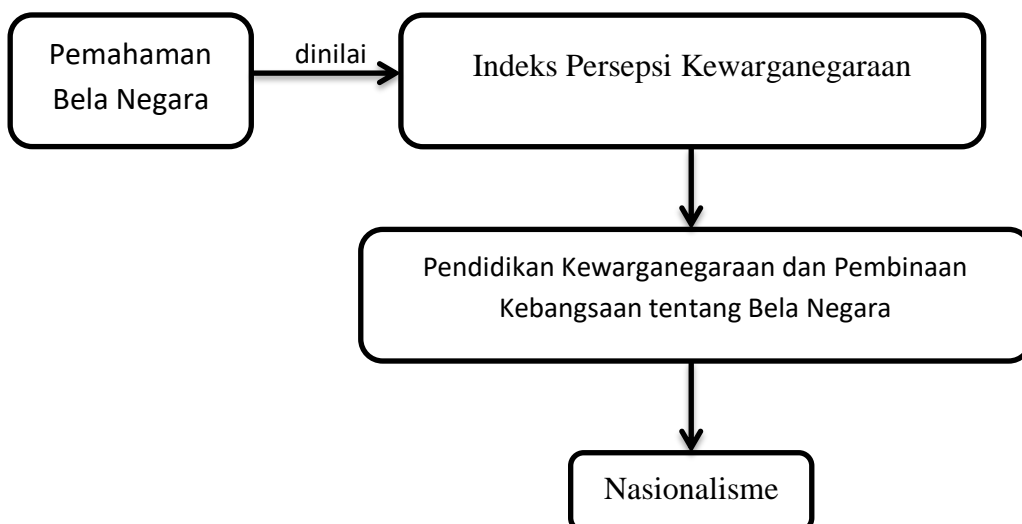 Pemahaman
Bela Negara
dinilai
Indeks Persepsi Kewarganegaraan
Pendidikan Kewarganegaraan dan Pembinaan
Kebangsaan tentang Bela Negara
Nasionalisme